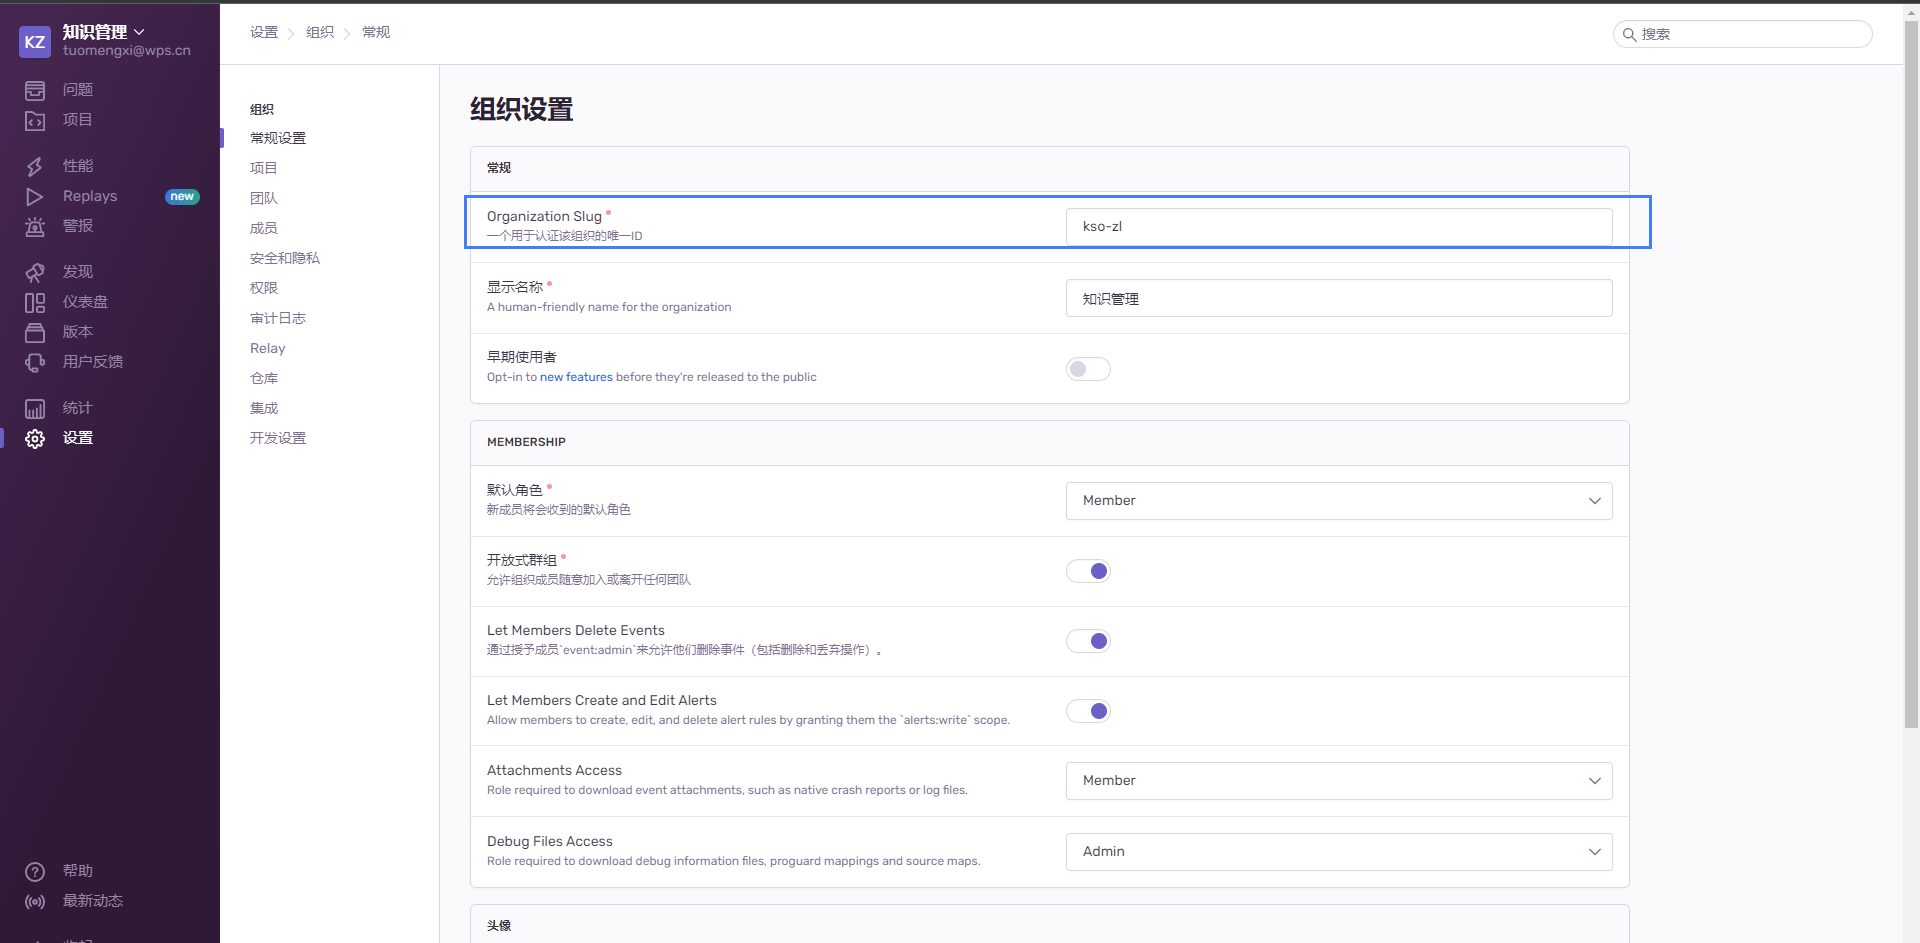 KZ
知识管理
tuomengxi@wps.cn
问题
项目
性能
Replays
new
警报
发现
仪表盘
版本
用户反馈
统计
设置
帮助
最新动态
设置
组织
常规
搜索
组织
常规设置
项目
团队
成员
安全和隐私
权限
审计日志
Relay
仓库
集成
开发设置
组织设置
常规
Organization Slug
kso-zl
一个用于认证该组织的唯一ID
显示名称
知识管理
A human-friendly name for the organization
早期使用者
Opt-in to new features before they're released to the public
MEMBERSHIP
默认角色
Member
新成员将会收到的默认角色
开放式群组
允许组织成员随意加入或离开任何团队
Let Members Delete Events
通过授予成员`event:admin`来允许他们删除事件（包括删除和丢弃操作）。
Let Members Create and Edit Alerts
Allow members to create, edit, and delete alert rules by granting them the `alerts:write` scope.
Attachments Access
Member
Role required to download event attachments, such as native crash reports or log files.
Debug Files Access
Admin
Role required to download debug information files, proguard mappings and source maps.
头像